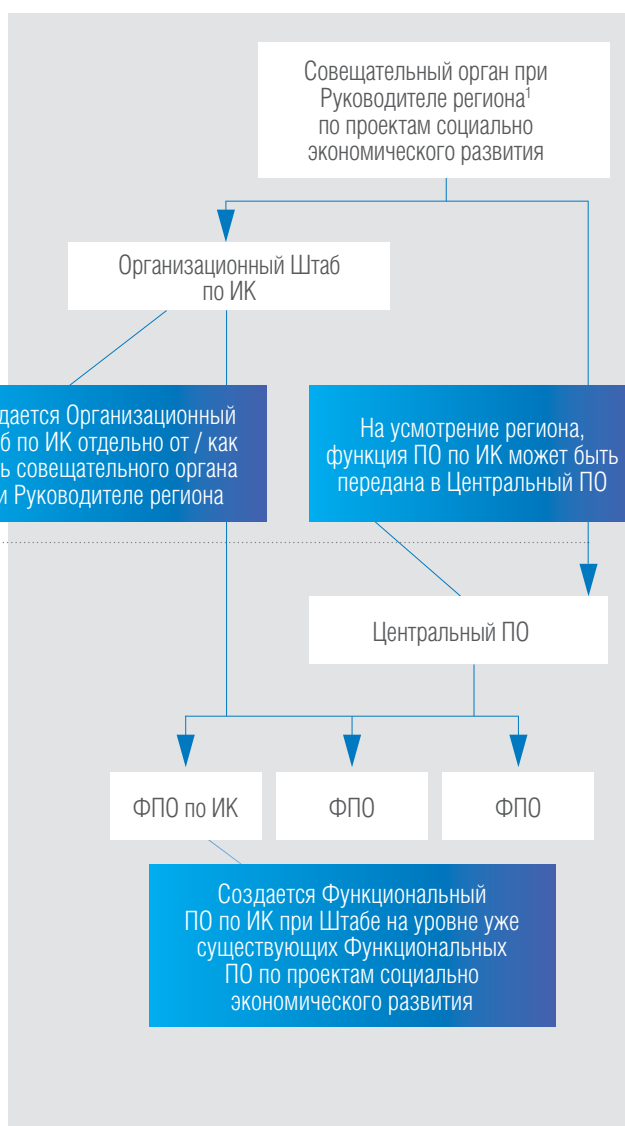 Совещательный орган при
Руководителе региона¹
по проектам социально
экономического развития
Организационный Штаб
по ИК
дается Организационный
б по ИК отдельно от / как
ь совещательного органа
и Руководителе региона
На усмотрение региона,
функция ПО по ИК может быть
передана в Центральный ПО
Центральный ПО
ФПО по ИК
ФПО
ФПО
Создается Функциональный
ПО по ИК при Штабе на уровне уже
существующих Функциональных
ПО по проектам социально
экономического развития